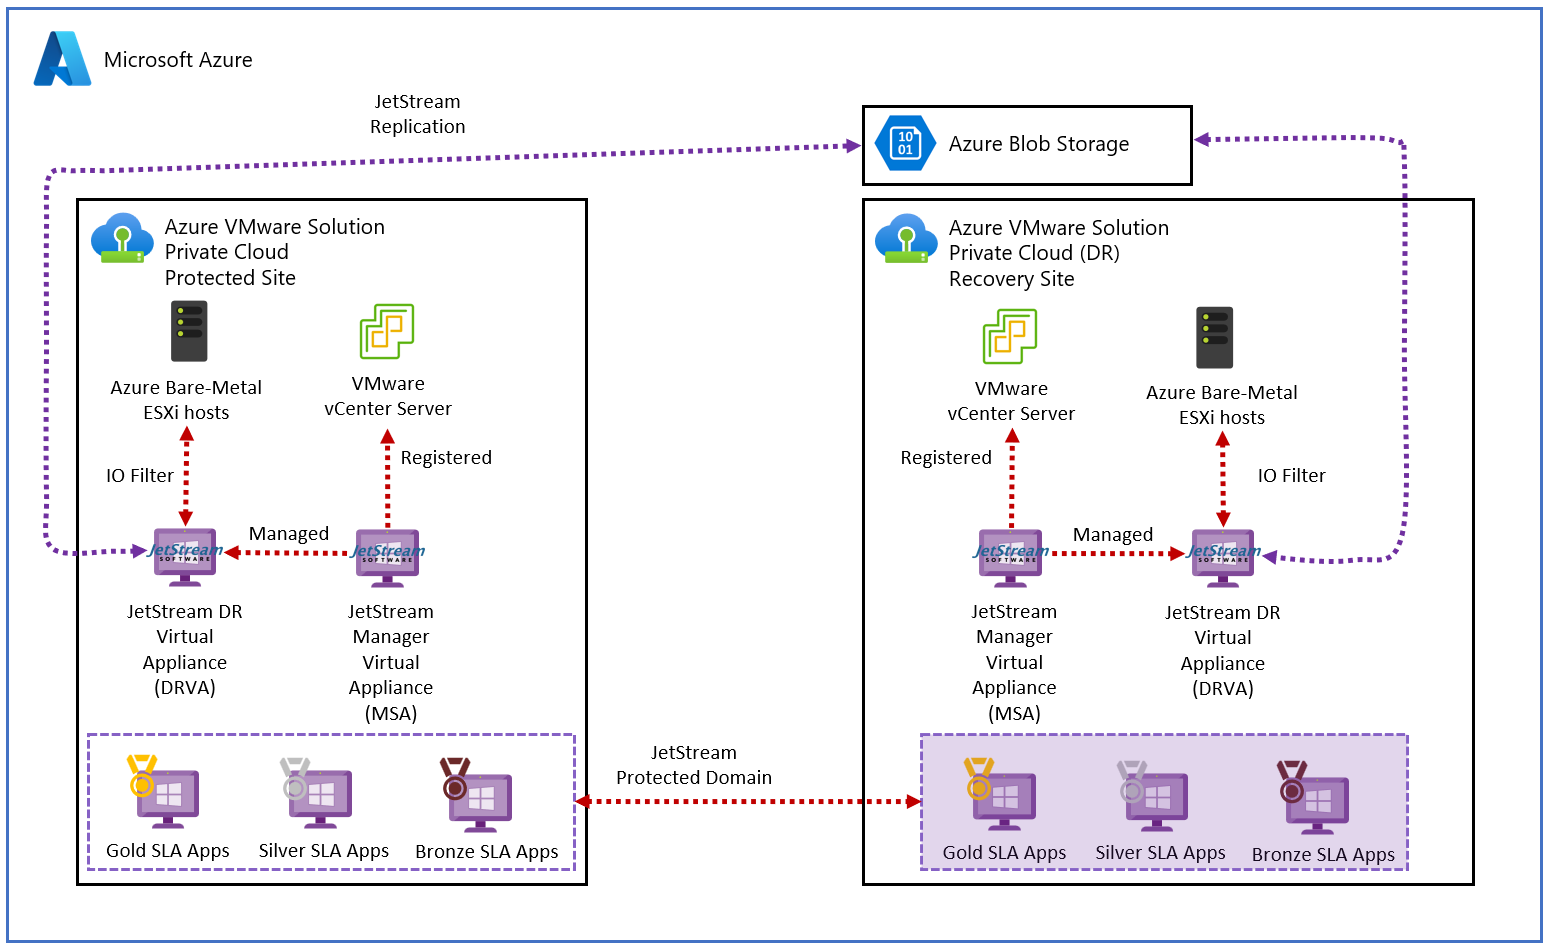 Microsoft Azure
JetStream
Replication
10
01
Azure Blob Storage
Azure VMware Solution
Private Cloud
Protected Site
Azure Bare-Metal
ESXi hosts
VMware
vCenter Server
IO Filter
Registered
Managed
JetStream
SOFTWARE
JetStream
SOFTWARE
JetStream DR
Virtual
Appliance
(DRVA)
JetStream
Manager
Virtual
Appliance
(MSA)
Gold SLA Apps
Silver SLA Apps
Bronze SLA Apps
JetStream
Protected Domain
Azure VMware Solution
Private Cloud (DR)
Recovery Site
VMware
vCenter Server
Azure Bare-Metal
ESXi hosts
Registered
IO Filter
Managed
JetStream
SOFTWARE
JetStream
SOFTWARE
JetStream
Manager
Virtual
Appliance
(MSA)
JetStream DR
Virtual
Appliance
(DRVA)
Gold SLA Apps
Silver SLA Apps
Bronze SLA Apps